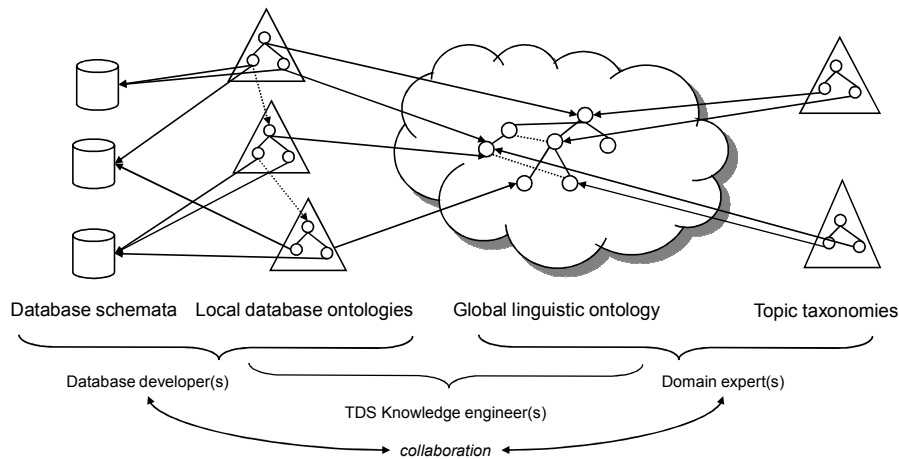 Database schemata
Local database ontologies
Global linguistic ontology
Topic taxonomies
Database developer(s)
Domain expert(s)
TDS Knowledge engineer(s)
collaboration